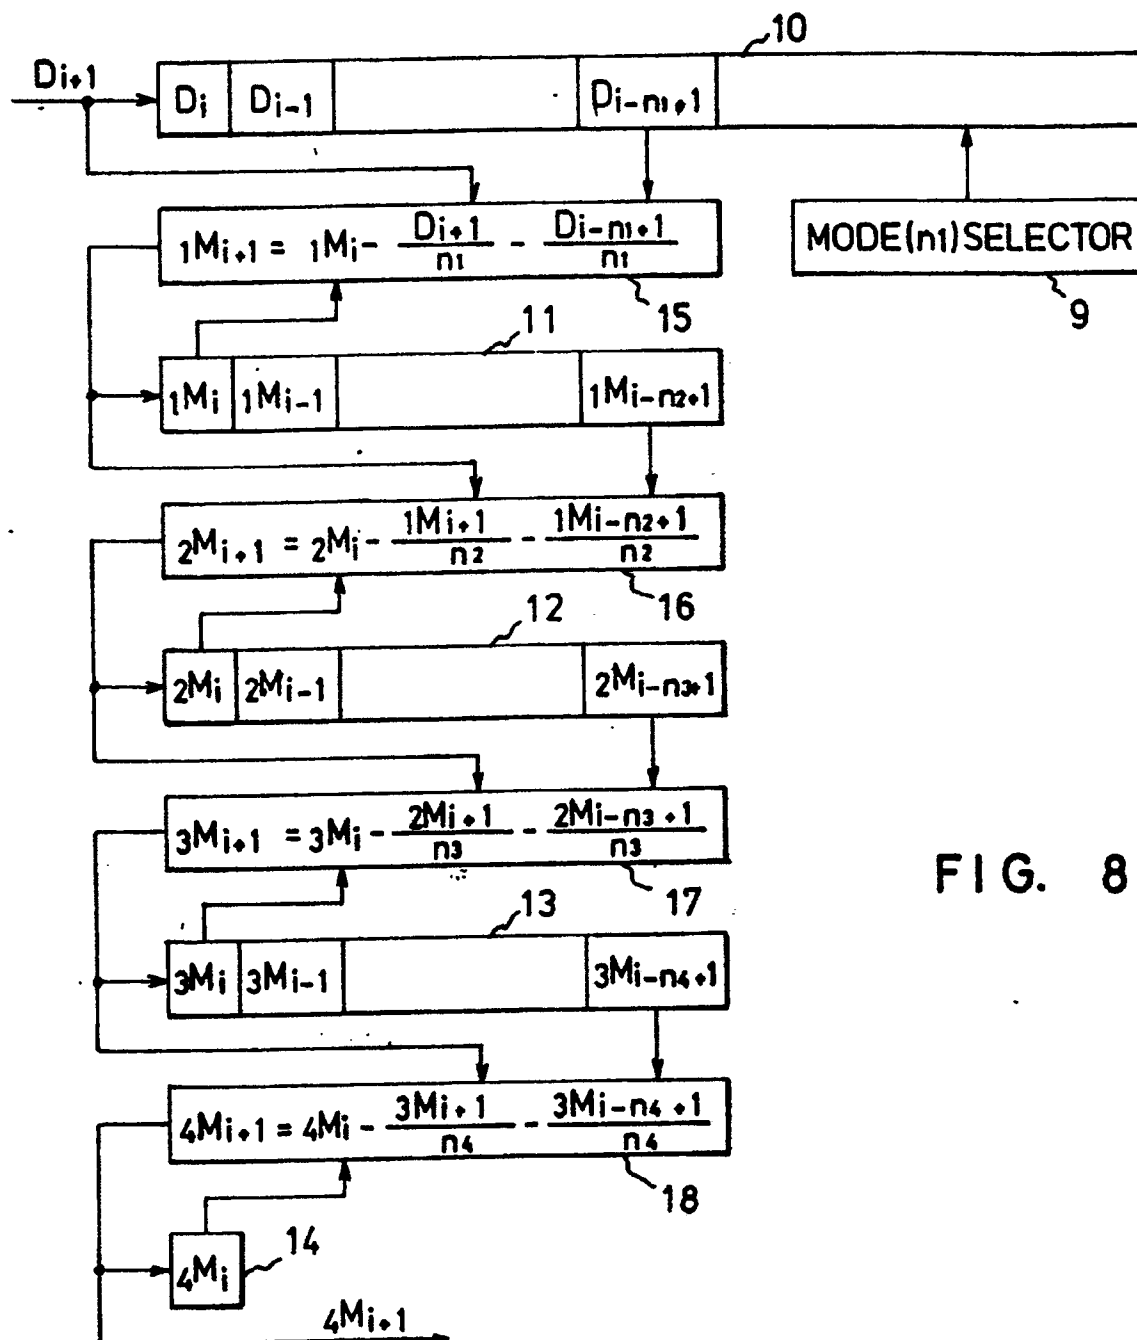 10
Di+1
Di Di-1 Di-n1+1
1Mi+1 = 1Mi - Di+1/n1 - Di-n1+1/n1
MODE(n1)SELECTOR
15
9
11
1Mi 1Mi-1 1Mi-n2+1
2Mi+1 = 2Mi - 1Mi+1/n2 - 1Mi-n2+1/n2
16
12
2Mi 2Mi-1 2Mi-n3+1
3Mi+1 = 3Mi - 2Mi+1/n3 - 2Mi-n3+1/n3
17
FIG. 8
13
3Mi 3Mi-1 3Mi-n4+1
4Mi+1 = 4Mi - 3Mi+1/n4 - 3Mi-n4+1/n4
18
14
4Mi
4Mi+1